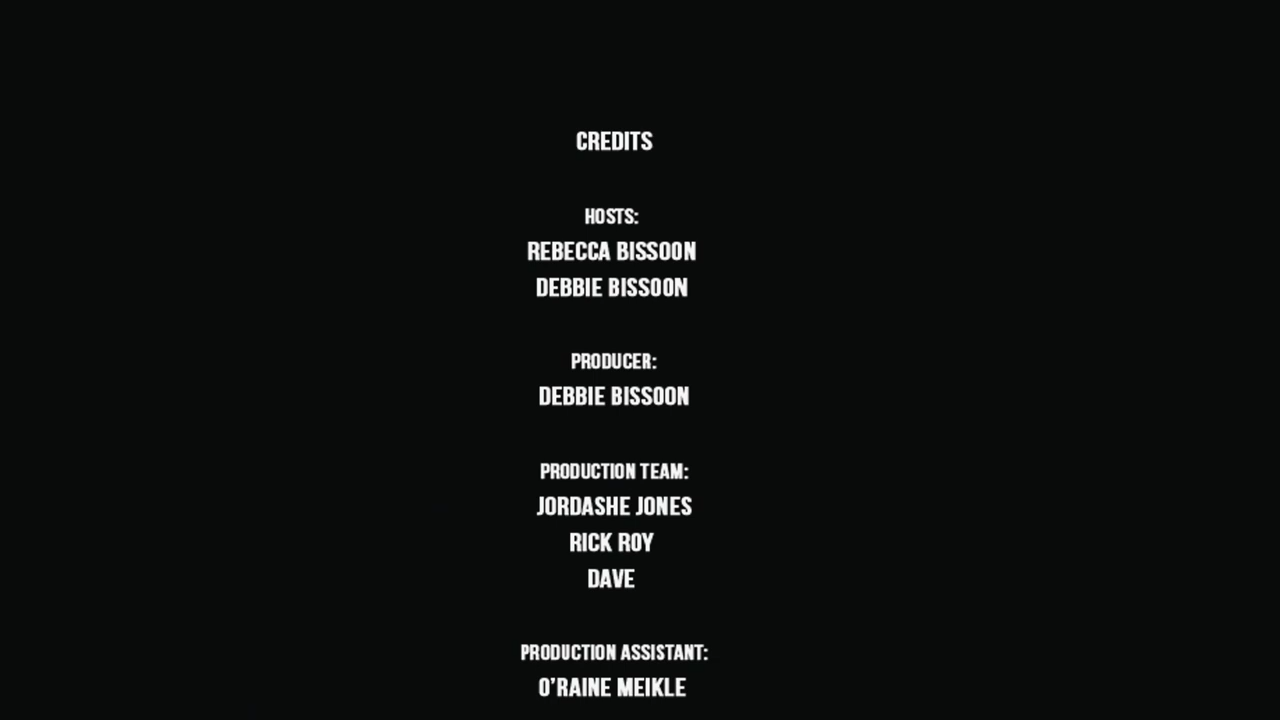 CREDITS
HOSTS:
REBECCA BISSOON
DEBBIE BISSOON
PRODUCER:
DEBBIE BISSOON
PRODUCTION TEAM:
JORDASHE JONES
RICK ROY
DAVE
PRODUCTION ASSISTANT:
O'RAINE MEIKLE